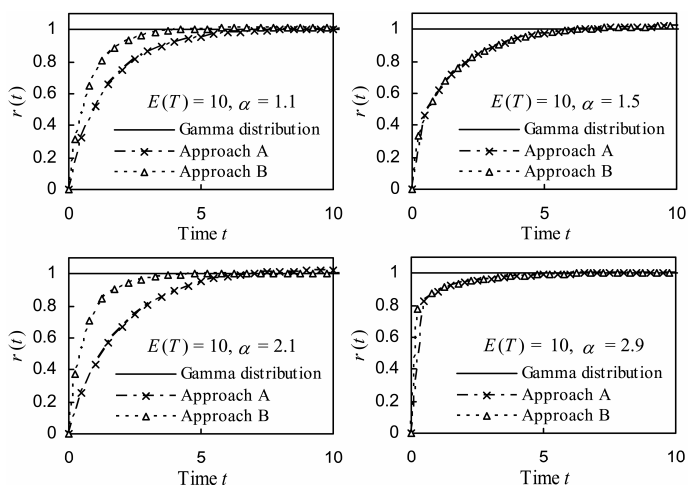 r(t)
1
0.8
0.6
0.4
0.2
0
E(T) = 10, α = 1.1
Gamma distribution
Approach A
Approach B
0 5 10
Time t
r(t)
1
0.8
0.6
0.4
0.2
0
E(T) = 10, α = 1.5
Gamma distribution
Approach A
Approach B
0 5 10
Time t
r(t)
1
0.8
0.6
0.4
0.2
0
E(T) = 10, α = 2.1
Gamma distribution
Approach A
Approach B
0 5 10
Time t
r(t)
1
0.8
0.6
0.4
0.2
0
E(T) = 10, α = 2.9
Gamma distribution
Approach A
Approach B
0 5 10
Time t